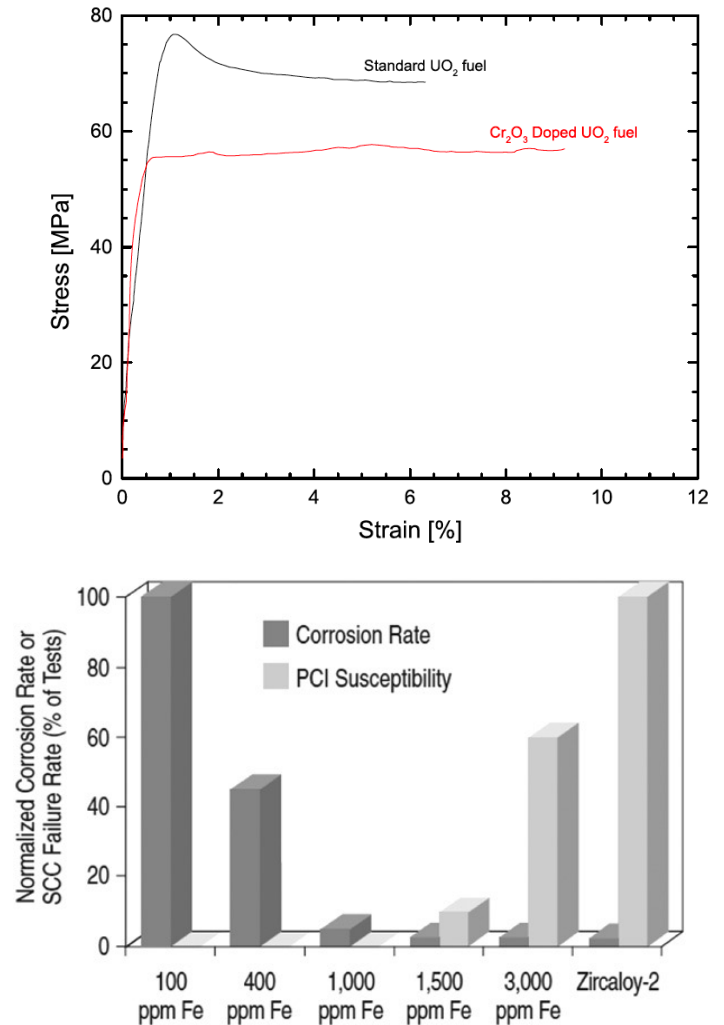 80
60
40
20
0
0 2 4 6 8 10 12
Stress [MPa]
Strain [%]
Standard UO₂ fuel
Cr₂O₃ Doped UO₂ fuel
Normalized Corrosion Rate or
SCC Failure Rate (% of Tests)
100
80
60
40
20
0
Corrosion Rate
PCI Susceptibility
100 400 1,000 1,500 3,000 Zircaloy-2
ppm Fe ppm Fe ppm Fe ppm Fe ppm Fe